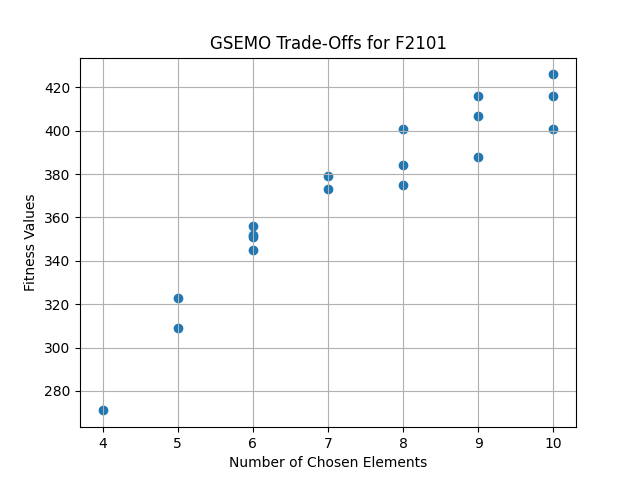 GSEMO Trade-Offs for F2101
Fitness Values
420
400
380
360
340
320
300
280
4 5 6 7 8 9 10
Number of Chosen Elements